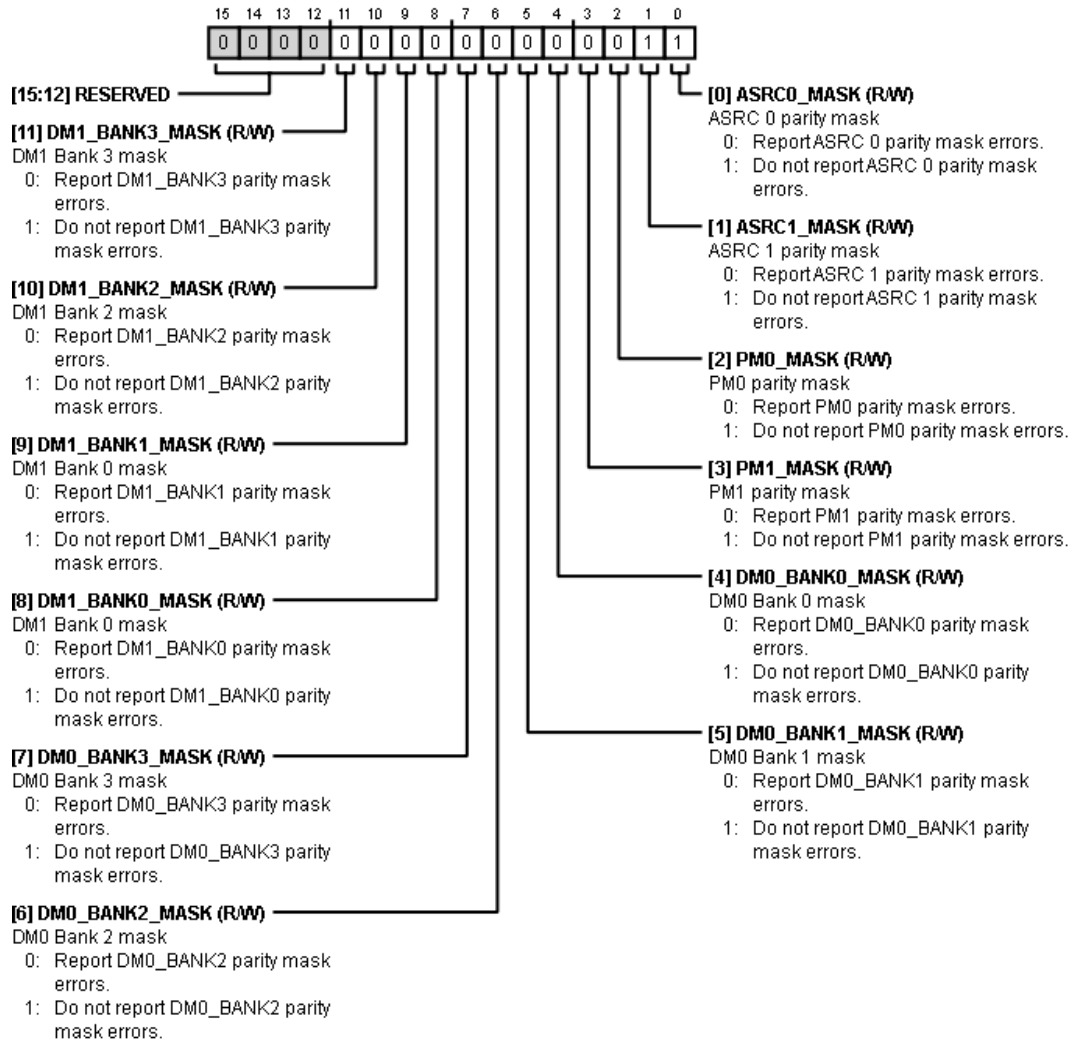 15 14 13 12 11 10 9 8 7 6 5 4 3 2 1 0
0 0 0 0 0 0 0 0 0 0 0 0 0 0 1 1
[15:12] RESERVED
[11] DM1_BANK3_MASK (R/W)
DM1 Bank 3 mask
0: Report DM1_BANK3 parity mask
errors.
1: Do not report DM1_BANK3 parity
mask errors.
[10] DM1_BANK2_MASK (R/W)
DM1 Bank 2 mask
0: Report DM1_BANK2 parity mask
errors.
1: Do not report DM1_BANK2 parity
mask errors.
[9] DM1_BANK1_MASK (R/W)
DM1 Bank 0 mask
0: Report DM1_BANK1 parity mask
errors.
1: Do not report DM1_BANK1 parity
mask errors.
[8] DM1_BANK0_MASK (R/W)
DM1 Bank 0 mask
0: Report DM1_BANK0 parity mask
errors.
1: Do not report DM1_BANK0 parity
mask errors.
[7] DM0_BANK3_MASK (R/W)
DM0 Bank 3 mask
0: Report DM0_BANK3 parity mask
errors.
1: Do not report DM0_BANK3 parity
mask errors.
[6] DM0_BANK2_MASK (R/W)
DM0 Bank 2 mask
0: Report DM0_BANK2 parity mask
errors.
1: Do not report DM0_BANK2 parity
mask errors.
[0] ASRC0_MASK (R/W)
ASRC 0 parity mask
0: Report ASRC 0 parity mask errors.
1: Do not report ASRC 0 parity mask
errors.
[1] ASRC1_MASK (R/W)
ASRC 1 parity mask
0: Report ASRC 1 parity mask errors.
1: Do not report ASRC 1 parity mask
errors.
[2] PM0_MASK (R/W)
PM0 parity mask
0: Report PM0 parity mask errors.
1: Do not report PM0 parity mask errors.
[3] PM1_MASK (R/W)
PM1 parity mask
0: Report PM1 parity mask errors.
1: Do not report PM1 parity mask errors.
[4] DM0_BANK0_MASK (R/W)
DM0 Bank 0 mask
0: Report DM0_BANK0 parity mask
errors.
1: Do not report DM0_BANK0 parity
mask errors.
[5] DM0_BANK1_MASK (R/W)
DM0 Bank 1 mask
0: Report DM0_BANK1 parity mask
errors.
1: Do not report DM0_BANK1 parity
mask errors.